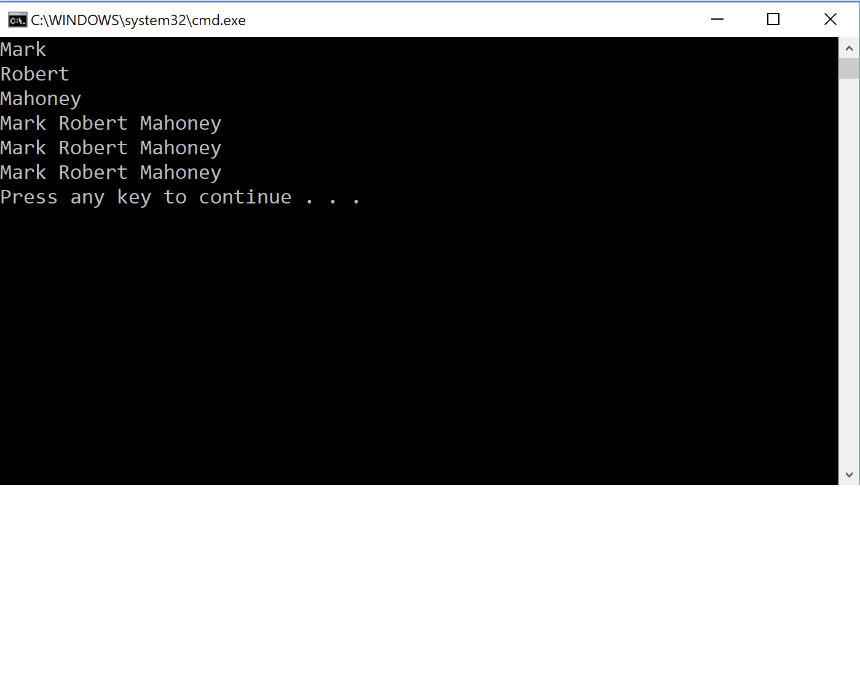 C:\WINDOWS\system32\cmd.exe
Mark
Robert
Mahoney
Mark Robert Mahoney
Mark Robert Mahoney
Mark Robert Mahoney
Press any key to continue . . .